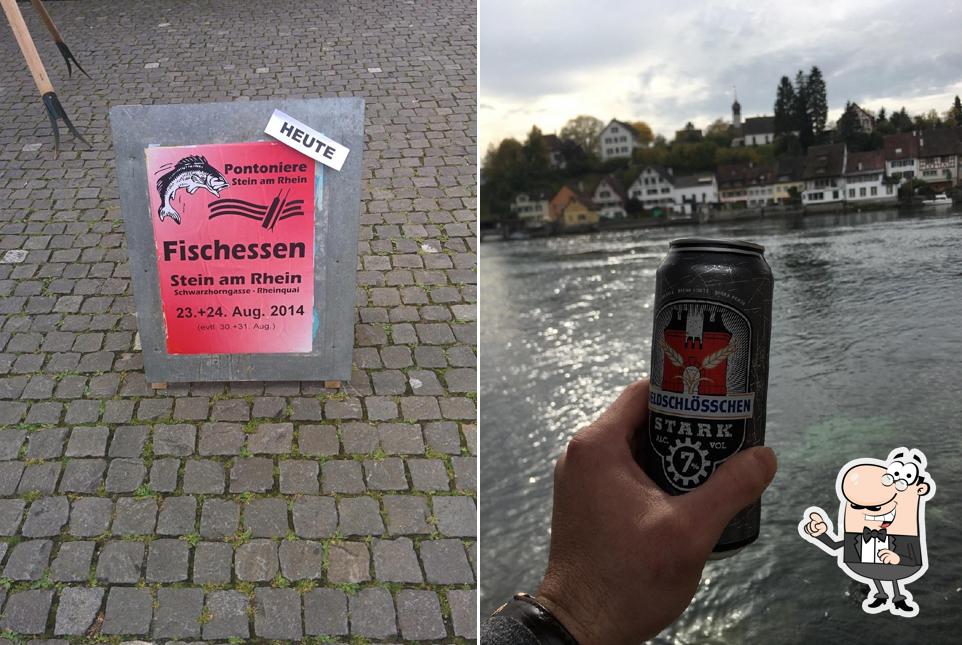 HEUTE
Pontoniere
Stein am Rhein
Fischessen
Stein am Rhein
Schwarzhorngasse - Rheinquai
23.+24. Aug. 2014
(evtl. 30.+31. Aug.)
ELDSCHLÖSSCHEN
STARK
ALC. VOL
7%